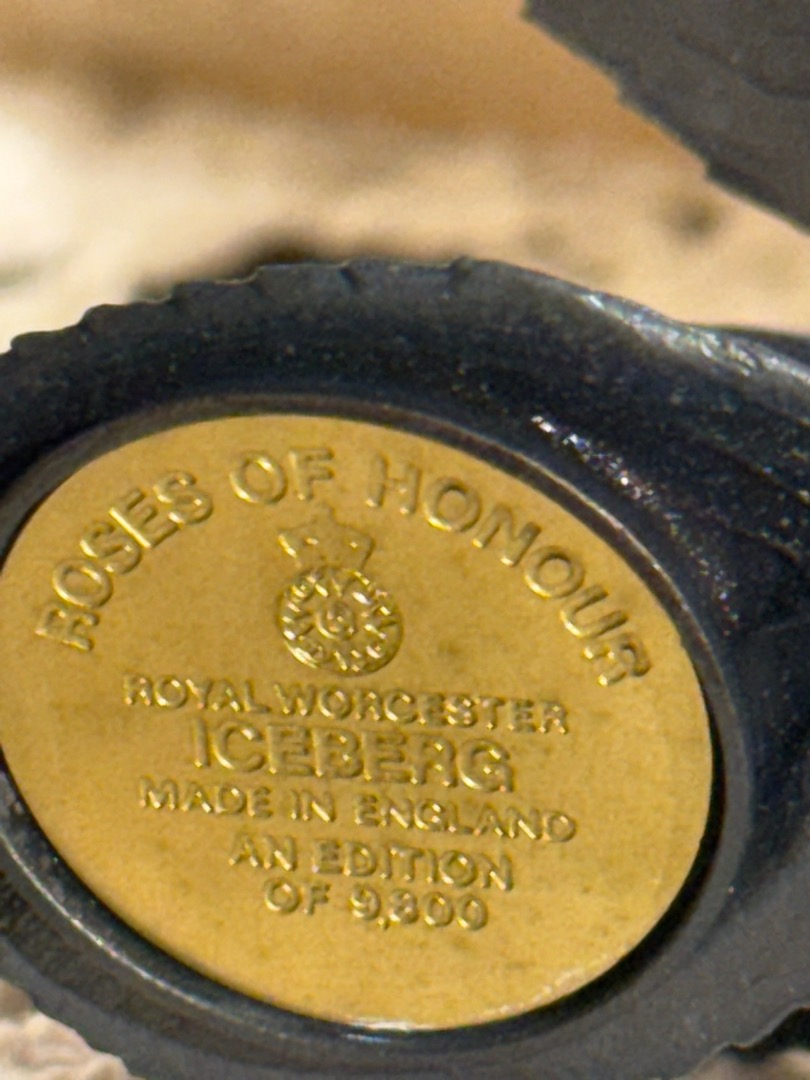 ROSES OF HONOUR
ROYAL WORCESTER
ICEBERG
MADE IN ENGLAND
AN EDITION
OF 9,800